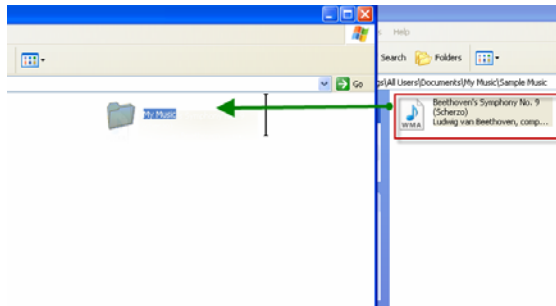 Help
Go
Search Folders
gs\All Users\Documents\My Music\Sample Music
My Music
Beethoven's Symphony No. 9
(Scherzo)
Ludwig van Beethoven, comp...
WMA